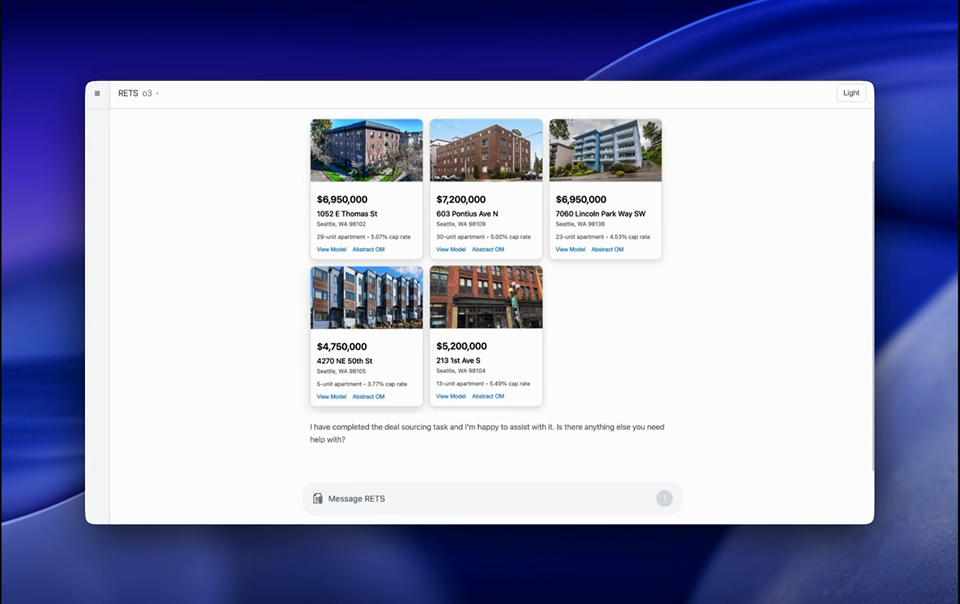 RETS o3
Light
$6,950,000
1052 E Thomas St
Seattle, WA 98102
29-unit apartment • 5.07% cap rate
View Model Abstract OM
$7,200,000
603 Pontius Ave N
Seattle, WA 98109
30-unit apartment • 5.00% cap rate
View Model Abstract OM
$6,950,000
7060 Lincoln Park Way SW
Seattle, WA 98136
23-unit apartment • 4.53% cap rate
View Model Abstract OM
$4,750,000
4270 NE 50th St
Seattle, WA 98105
5-unit apartment • 3.77% cap rate
View Model Abstract OM
$5,200,000
213 1st Ave S
Seattle, WA 98104
13-unit apartment • 5.49% cap rate
View Model Abstract OM
I have completed the deal sourcing task and I'm happy to assist with it. Is there anything else you need
help with?
Message RETS